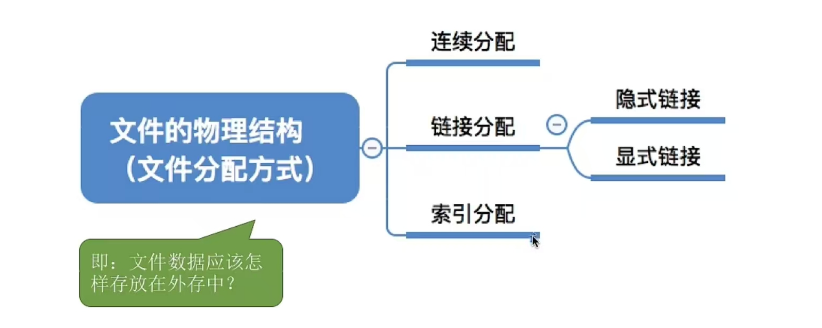 文件的物理结构
（文件分配方式）
连续分配
链接分配
隐式链接
显式链接
索引分配
即：文件数据应该怎
样存放在外存中？